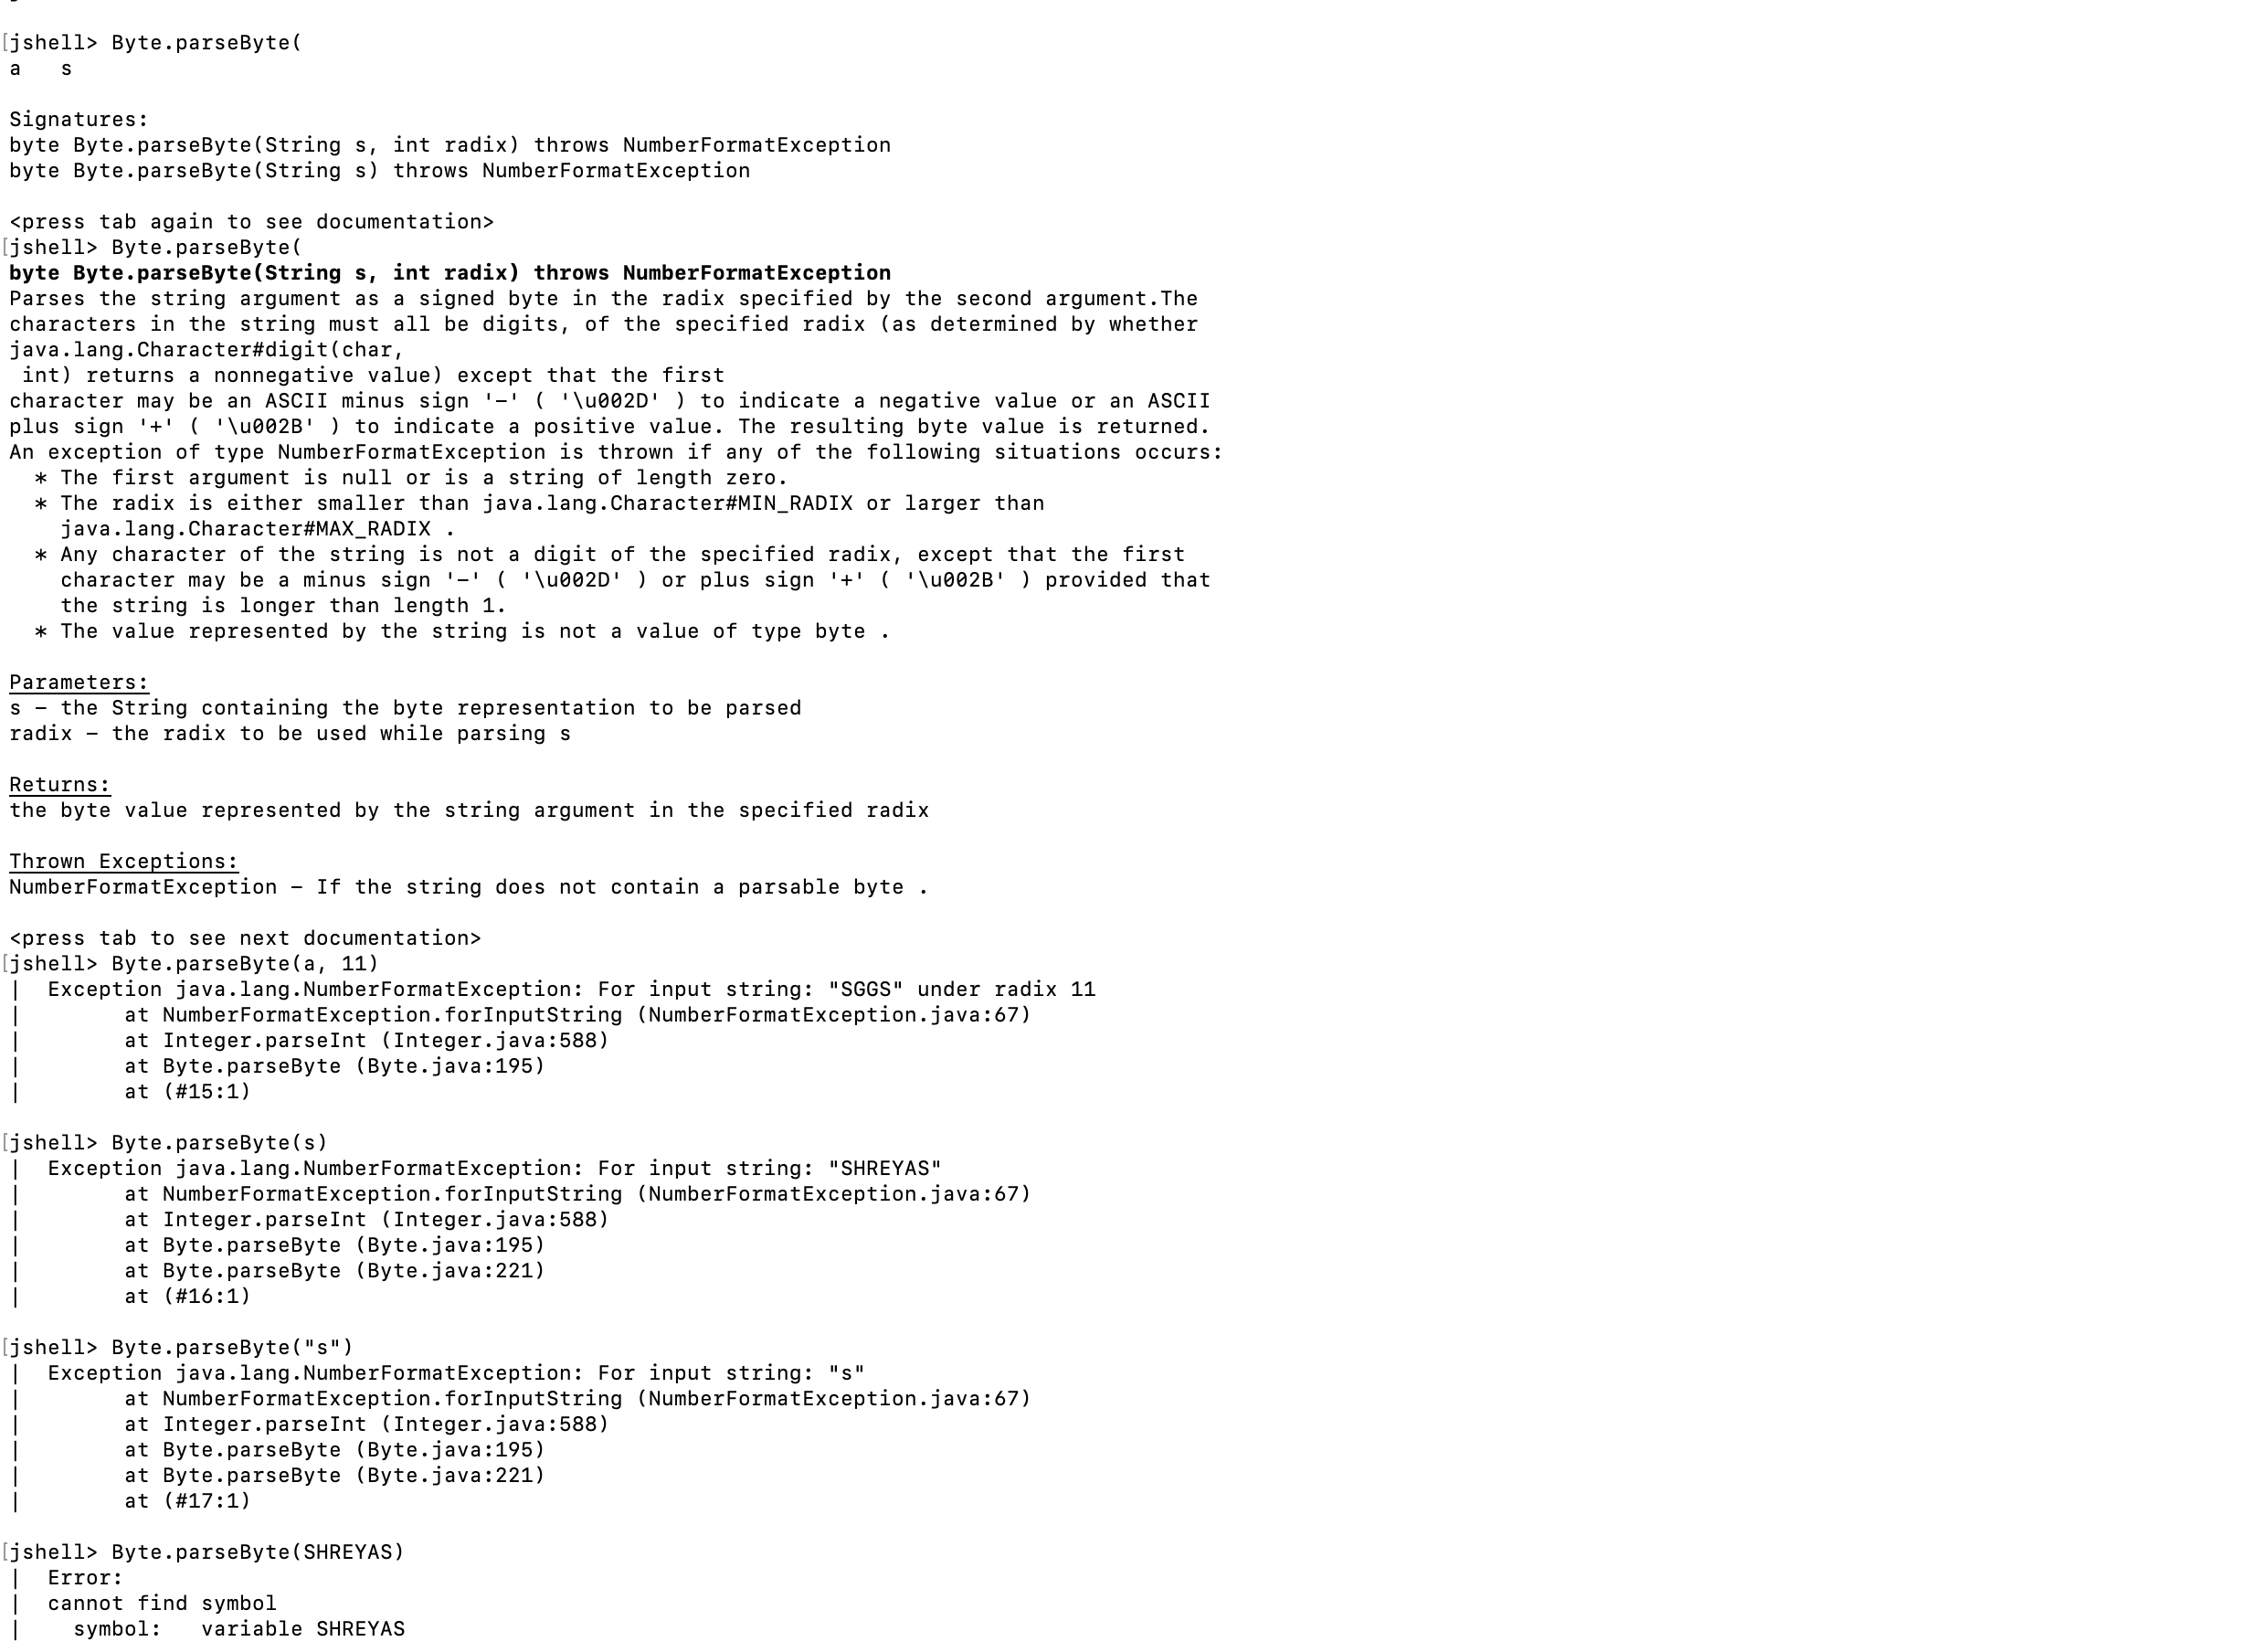 [jshell> Byte.parseByte(
a   s

Signatures:
byte Byte.parseByte(String s, int radix) throws NumberFormatException
byte Byte.parseByte(String s) throws NumberFormatException

<press tab again to see documentation>
[jshell> Byte.parseByte(
byte Byte.parseByte(String s, int radix) throws NumberFormatException
Parses the string argument as a signed byte in the radix specified by the second argument.The
characters in the string must all be digits, of the specified radix (as determined by whether
java.lang.Character#digit(char,
 int) returns a nonnegative value) except that the first
character may be an ASCII minus sign '-' ( '\u002D' ) to indicate a negative value or an ASCII
plus sign '+' ( '\u002B' ) to indicate a positive value. The resulting byte value is returned.
An exception of type NumberFormatException is thrown if any of the following situations occurs:
  * The first argument is null or is a string of length zero.
  * The radix is either smaller than java.lang.Character#MIN_RADIX or larger than
    java.lang.Character#MAX_RADIX .
  * Any character of the string is not a digit of the specified radix, except that the first
    character may be a minus sign '-' ( '\u002D' ) or plus sign '+' ( '\u002B' ) provided that
    the string is longer than length 1.
  * The value represented by the string is not a value of type byte .

Parameters:
s - the String containing the byte representation to be parsed
radix - the radix to be used while parsing s

Returns:
the byte value represented by the string argument in the specified radix

Thrown Exceptions:
NumberFormatException - If the string does not contain a parsable byte .

<press tab to see next documentation>
[jshell> Byte.parseByte(a, 11)
|  Exception java.lang.NumberFormatException: For input string: "SGGS" under radix 11
|        at NumberFormatException.forInputString (NumberFormatException.java:67)
|        at Integer.parseInt (Integer.java:588)
|        at Byte.parseByte (Byte.java:195)
|        at (#15:1)

[jshell> Byte.parseByte(s)
|  Exception java.lang.NumberFormatException: For input string: "SHREYAS"
|        at NumberFormatException.forInputString (NumberFormatException.java:67)
|        at Integer.parseInt (Integer.java:588)
|        at Byte.parseByte (Byte.java:195)
|        at Byte.parseByte (Byte.java:221)
|        at (#16:1)

[jshell> Byte.parseByte("s")
|  Exception java.lang.NumberFormatException: For input string: "s"
|        at NumberFormatException.forInputString (NumberFormatException.java:67)
|        at Integer.parseInt (Integer.java:588)
|        at Byte.parseByte (Byte.java:195)
|        at Byte.parseByte (Byte.java:221)
|        at (#17:1)

[jshell> Byte.parseByte(SHREYAS)
|  Error:
|  cannot find symbol
|    symbol:   variable SHREYAS